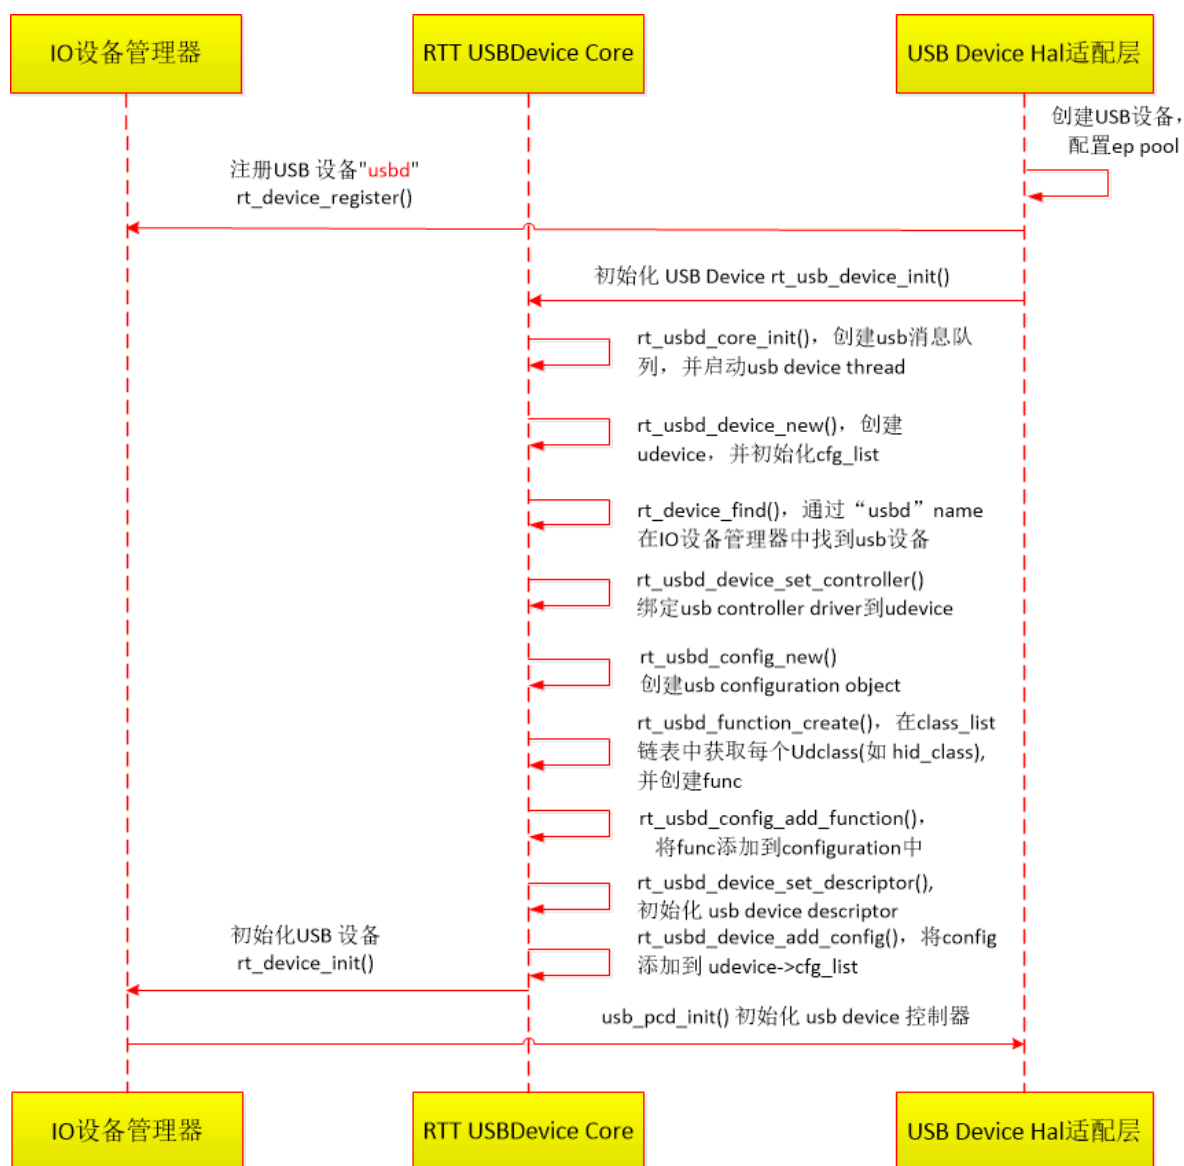 IO设备管理器
RTT USBDevice Core
USB Device Hal适配层
创建USB设备，
配置ep pool
注册USB 设备"usbd"
rt_device_register()
初始化 USB Device rt_usb_device_init()
rt_usbd_core_init()，创建usb消息队
列，并启动usb device thread
rt_usbd_device_new()，创建
udevice，并初始化cfg_list
rt_device_find()，通过“usbd”name
在IO设备管理器中找到usb设备
rt_usbd_device_set_controller()
绑定usb controller driver到udevice
rt_usbd_config_new()
创建usb configuration object
rt_usbd_function_create()，在class_list
链表中获取每个Udclass(如 hid_class),
并创建func
rt_usbd_config_add_function()，
将func添加到configuration中
rt_usbd_device_set_descriptor(),
初始化 usb device descriptor
rt_usbd_device_add_config()，将config
添加到 udevice->cfg_list
初始化USB 设备
rt_device_init()
usb_pcd_init() 初始化 usb device 控制器
IO设备管理器
RTT USBDevice Core
USB Device Hal适配层